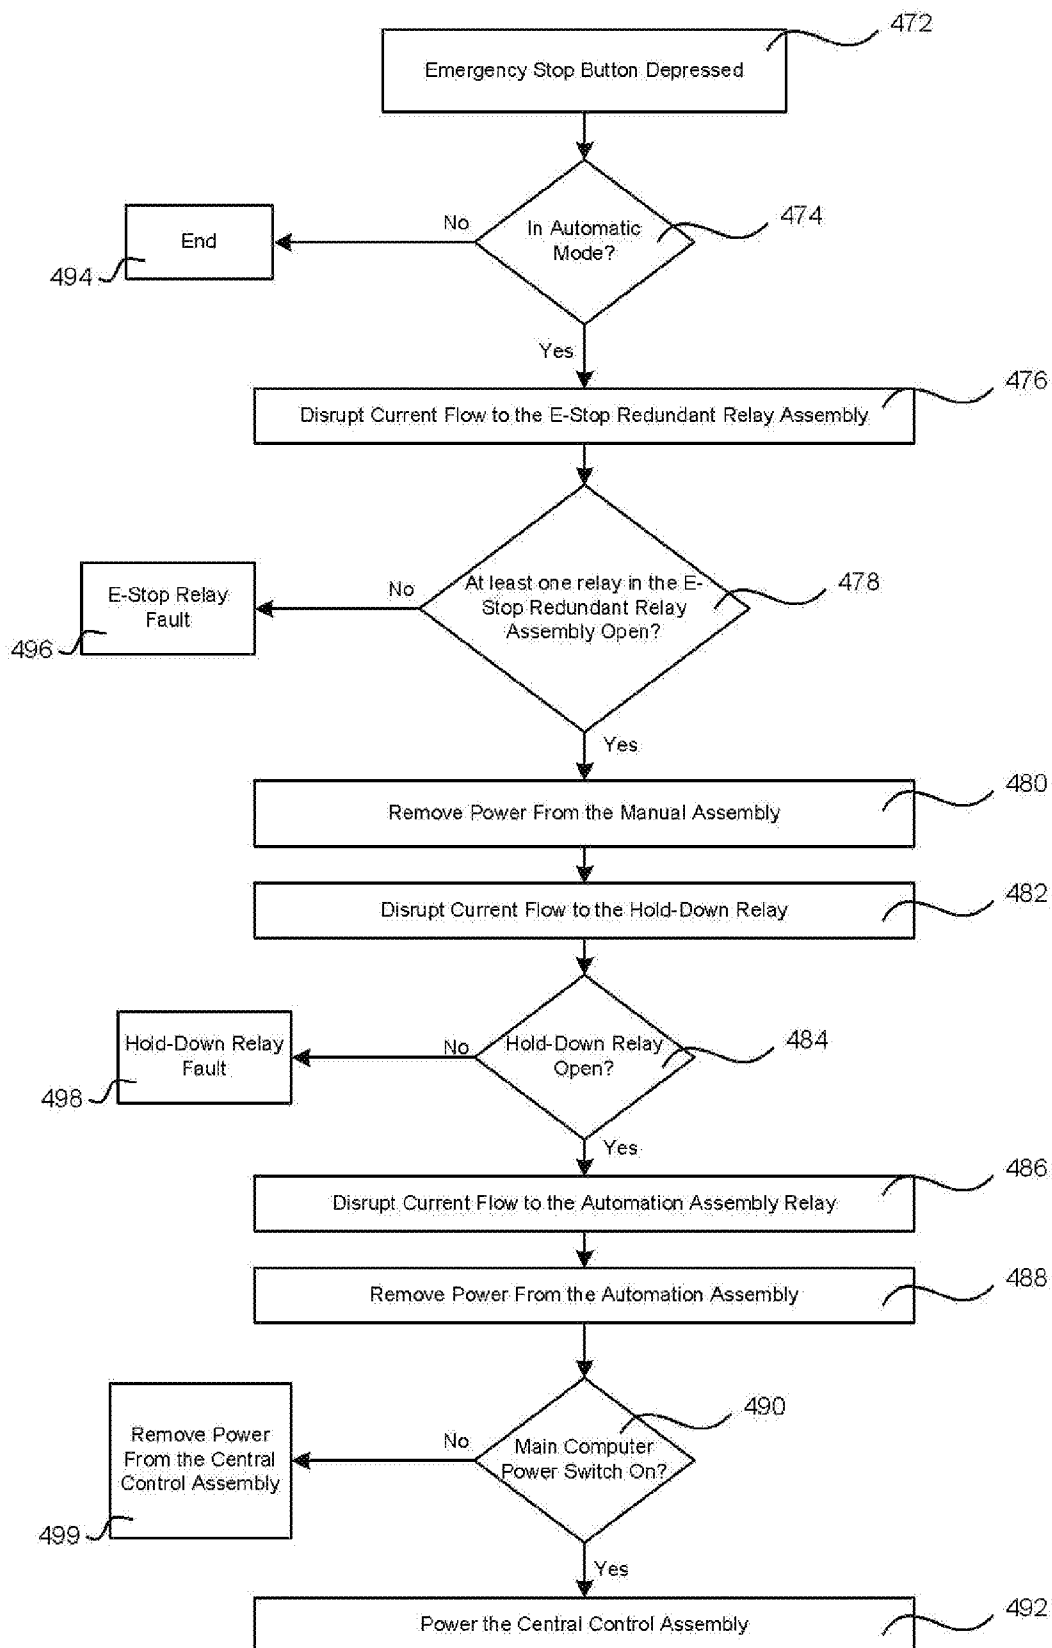 472
Emergency Stop Button Depressed
474
In Automatic
Mode?
No
End
494
Yes
476
Disrupt Current Flow to the E-Stop Redundant Relay Assembly
478
At least one relay in the E-
Stop Redundant Relay
Assembly Open?
No
E-Stop Relay
Fault
496
Yes
480
Remove Power From the Manual Assembly
482
Disrupt Current Flow to the Hold-Down Relay
484
Hold-Down Relay
Open?
No
Hold-Down Relay
Fault
498
Yes
486
Disrupt Current Flow to the Automation Assembly Relay
488
Remove Power From the Automation Assembly
490
Main Computer
Power Switch On?
No
Remove Power
From the Central
Control Assembly
499
Yes
492
Power the Central Control Assembly